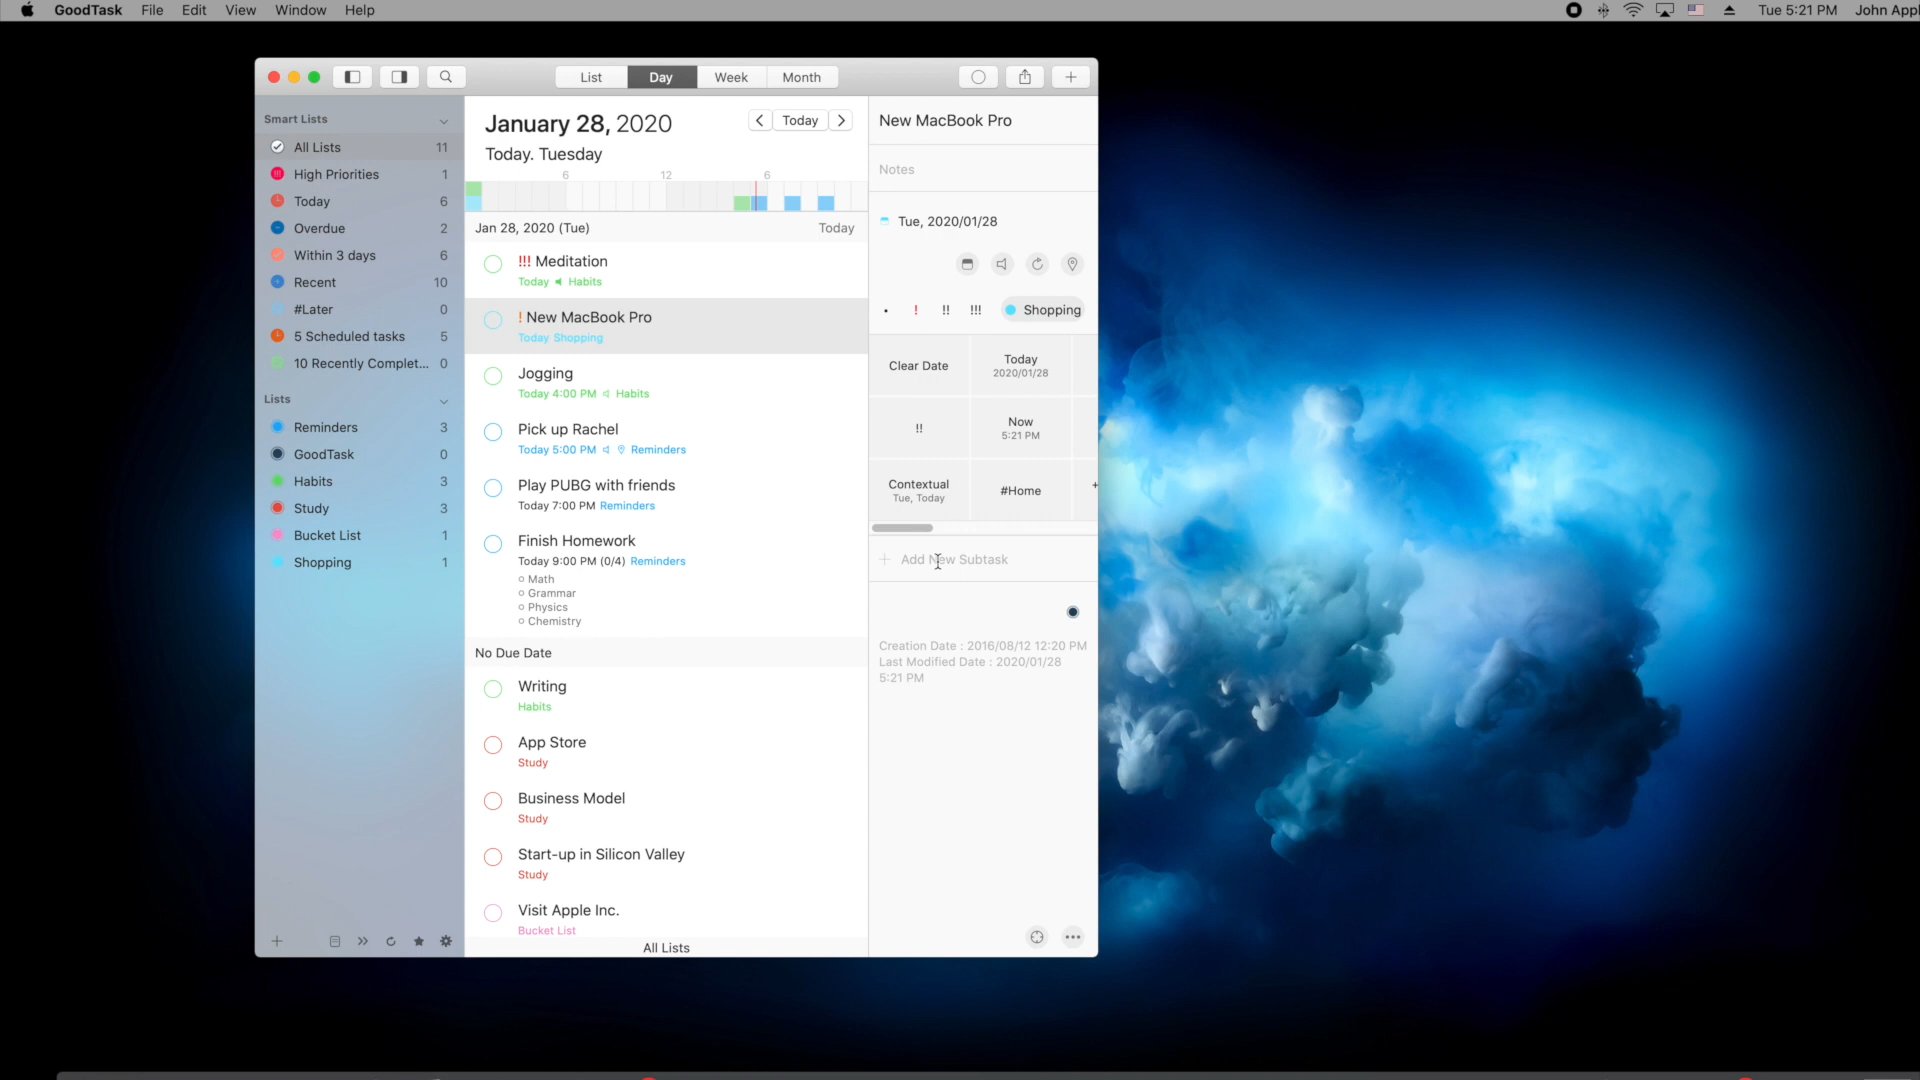 GoodTask File Edit View Window Help
Tue 5:21 PM John Appl
List Day Week Month
Smart Lists
All Lists 11
High Priorities 1
Today 6
Overdue 2
Within 3 days 6
Recent 10
#Later 0
5 Scheduled tasks 5
10 Recently Complet... 0
Lists
Reminders 3
GoodTask 0
Habits 3
Study 3
Bucket List 1
Shopping 1
January 28, 2020
< Today >
Today. Tuesday
6 12 6
Jan 28, 2020 (Tue) Today
!!! Meditation
Today Habits
! New MacBook Pro
Today Shopping
Jogging
Today 4:00 PM Habits
Pick up Rachel
Today 5:00 PM Reminders
Play PUBG with friends
Today 7:00 PM Reminders
Finish Homework
Today 9:00 PM (0/4) Reminders
Math
Grammar
Physics
Chemistry
No Due Date
Writing
Habits
App Store
Study
Business Model
Study
Start-up in Silicon Valley
Study
Visit Apple Inc.
Bucket List
All Lists
New MacBook Pro
Notes
Tue, 2020/01/28
• ! !! !!! Shopping
Clear Date
Today
2020/01/28
!!
Now
5:21 PM
Contextual
Tue, Today
#Home
+
Add New Subtask
Creation Date : 2016/08/12 12:20 PM
Last Modified Date : 2020/01/28
5:21 PM